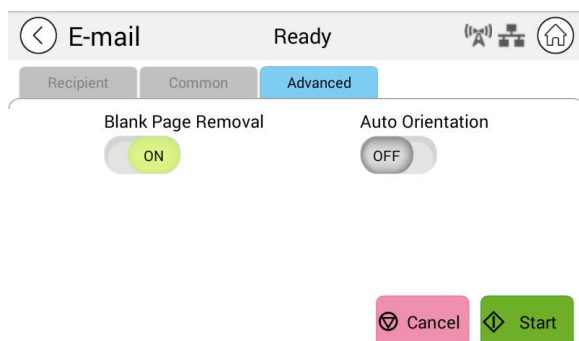 E-mail Ready
Recipient Common Advanced
Blank Page Removal Auto Orientation
ON OFF
Cancel Start